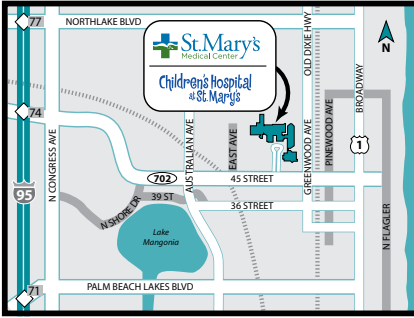 77
NORTHLAKE BLVD
OLD DIXIE HWY
N
St.Mary's
Medical Center
Children's Hospital
at St.Mary's
BROADWAY
74
N CONGRESS AVE
AUSTRALIAN AVE
EAST AVE
GREENWOOD AVE
PINEWOOD AVE
1
702
45 STREET
95
39 ST
36 STREET
N SHORE DR
N FLAGLER
Lake
Mangonia
71
PALM BEACH LAKES BLVD